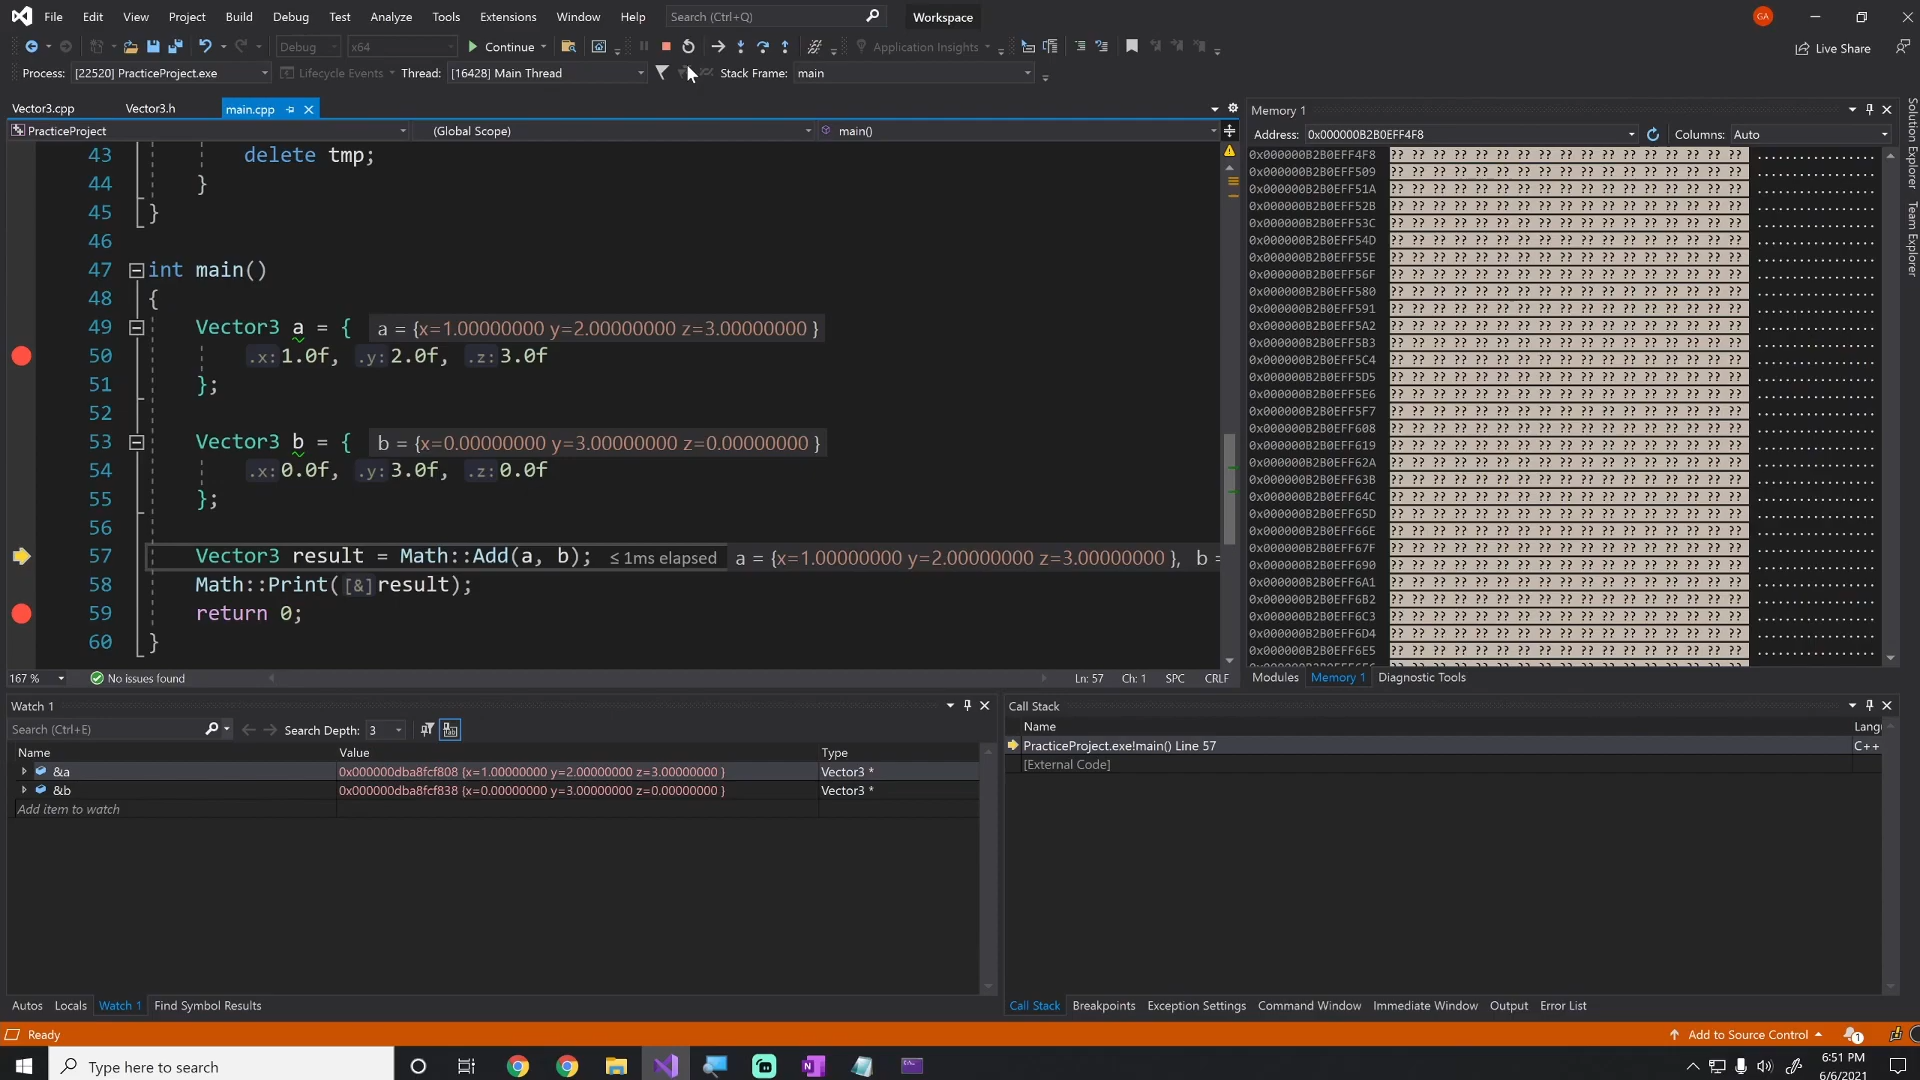 File Edit View Project Build Debug Test Analyze Tools Extensions Window Help Search (Ctrl+Q) Workspace GA
Debug x64 Continue Application Insights Live Share
Process: [22520] PracticeProject.exe Lifecycle Events Thread: [16428] Main Thread Stack Frame: main
Vector3.cpp Vector3.h main.cpp
PracticeProject (Global Scope) main()
43 delete tmp;
44 }
45 }
46
47 int main()
48 {
49 Vector3 a = { a = {x=1.00000000 y=2.00000000 z=3.00000000 }
50 .x: 1.0f, .y: 2.0f, .z: 3.0f
51 };
52
53 Vector3 b = { b = {x=0.00000000 y=3.00000000 z=0.00000000 }
54 .x: 0.0f, .y: 3.0f, .z: 0.0f
55 };
56
57 Vector3 result = Math::Add(a, b); ≤ 1ms elapsed a = {x=1.00000000 y=2.00000000 z=3.00000000 }, b =
58 Math::Print([&]result);
59 return 0;
60 }
167 % No issues found Ln: 57 Ch: 1 SPC CRLF
Memory 1
Address: 0x000000B2B0EFF4F8 Columns: Auto
0x000000B2B0EFF4F8 ?? ?? ?? ?? ?? ?? ?? ?? ?? ?? ?? ?? ?? ?? ?? ?? ?? .................
0x000000B2B0EFF509 ?? ?? ?? ?? ?? ?? ?? ?? ?? ?? ?? ?? ?? ?? ?? ?? ?? .................
0x000000B2B0EFF51A ?? ?? ?? ?? ?? ?? ?? ?? ?? ?? ?? ?? ?? ?? ?? ?? ?? .................
0x000000B2B0EFF52B ?? ?? ?? ?? ?? ?? ?? ?? ?? ?? ?? ?? ?? ?? ?? ?? ?? .................
0x000000B2B0EFF53C ?? ?? ?? ?? ?? ?? ?? ?? ?? ?? ?? ?? ?? ?? ?? ?? ?? .................
0x000000B2B0EFF54D ?? ?? ?? ?? ?? ?? ?? ?? ?? ?? ?? ?? ?? ?? ?? ?? ?? .................
0x000000B2B0EFF55E ?? ?? ?? ?? ?? ?? ?? ?? ?? ?? ?? ?? ?? ?? ?? ?? ?? .................
0x000000B2B0EFF56F ?? ?? ?? ?? ?? ?? ?? ?? ?? ?? ?? ?? ?? ?? ?? ?? ?? .................
0x000000B2B0EFF580 ?? ?? ?? ?? ?? ?? ?? ?? ?? ?? ?? ?? ?? ?? ?? ?? ?? .................
0x000000B2B0EFF591 ?? ?? ?? ?? ?? ?? ?? ?? ?? ?? ?? ?? ?? ?? ?? ?? ?? .................
0x000000B2B0EFF5A2 ?? ?? ?? ?? ?? ?? ?? ?? ?? ?? ?? ?? ?? ?? ?? ?? ?? .................
0x000000B2B0EFF5B3 ?? ?? ?? ?? ?? ?? ?? ?? ?? ?? ?? ?? ?? ?? ?? ?? ?? .................
0x000000B2B0EFF5C4 ?? ?? ?? ?? ?? ?? ?? ?? ?? ?? ?? ?? ?? ?? ?? ?? ?? .................
0x000000B2B0EFF5D5 ?? ?? ?? ?? ?? ?? ?? ?? ?? ?? ?? ?? ?? ?? ?? ?? ?? .................
0x000000B2B0EFF5E6 ?? ?? ?? ?? ?? ?? ?? ?? ?? ?? ?? ?? ?? ?? ?? ?? ?? .................
0x000000B2B0EFF5F7 ?? ?? ?? ?? ?? ?? ?? ?? ?? ?? ?? ?? ?? ?? ?? ?? ?? .................
0x000000B2B0EFF608 ?? ?? ?? ?? ?? ?? ?? ?? ?? ?? ?? ?? ?? ?? ?? ?? ?? .................
0x000000B2B0EFF619 ?? ?? ?? ?? ?? ?? ?? ?? ?? ?? ?? ?? ?? ?? ?? ?? ?? .................
0x000000B2B0EFF62A ?? ?? ?? ?? ?? ?? ?? ?? ?? ?? ?? ?? ?? ?? ?? ?? ?? .................
0x000000B2B0EFF63B ?? ?? ?? ?? ?? ?? ?? ?? ?? ?? ?? ?? ?? ?? ?? ?? ?? .................
0x000000B2B0EFF64C ?? ?? ?? ?? ?? ?? ?? ?? ?? ?? ?? ?? ?? ?? ?? ?? ?? .................
0x000000B2B0EFF65D ?? ?? ?? ?? ?? ?? ?? ?? ?? ?? ?? ?? ?? ?? ?? ?? ?? .................
0x000000B2B0EFF66E ?? ?? ?? ?? ?? ?? ?? ?? ?? ?? ?? ?? ?? ?? ?? ?? ?? .................
0x000000B2B0EFF67F ?? ?? ?? ?? ?? ?? ?? ?? ?? ?? ?? ?? ?? ?? ?? ?? ?? .................
0x000000B2B0EFF690 ?? ?? ?? ?? ?? ?? ?? ?? ?? ?? ?? ?? ?? ?? ?? ?? ?? .................
0x000000B2B0EFF6A1 ?? ?? ?? ?? ?? ?? ?? ?? ?? ?? ?? ?? ?? ?? ?? ?? ?? .................
0x000000B2B0EFF6B2 ?? ?? ?? ?? ?? ?? ?? ?? ?? ?? ?? ?? ?? ?? ?? ?? ?? .................
0x000000B2B0EFF6C3 ?? ?? ?? ?? ?? ?? ?? ?? ?? ?? ?? ?? ?? ?? ?? ?? ?? .................
0x000000B2B0EFF6D4 ?? ?? ?? ?? ?? ?? ?? ?? ?? ?? ?? ?? ?? ?? ?? ?? ?? .................
0x000000B2B0EFF6E5 ?? ?? ?? ?? ?? ?? ?? ?? ?? ?? ?? ?? ?? ?? ?? ?? ?? .................
Modules Memory 1 Diagnostic Tools
Solution Explorer Team Explorer
Watch 1
Search (Ctrl+E) Search Depth: 3
Name Value Type
&a 0x000000dba8fcf808 {x=1.00000000 y=2.00000000 z=3.00000000 } Vector3 *
&b 0x000000dba8fcf838 {x=0.00000000 y=3.00000000 z=0.00000000 } Vector3 *
Add item to watch
Autos Locals Watch 1 Find Symbol Results
Call Stack
Name Lang
PracticeProject.exe!main() Line 57 C++
[External Code]
Call Stack Breakpoints Exception Settings Command Window Immediate Window Output Error List
Ready Add to Source Control 1
Type here to search 6:51 PM
6/6/2021